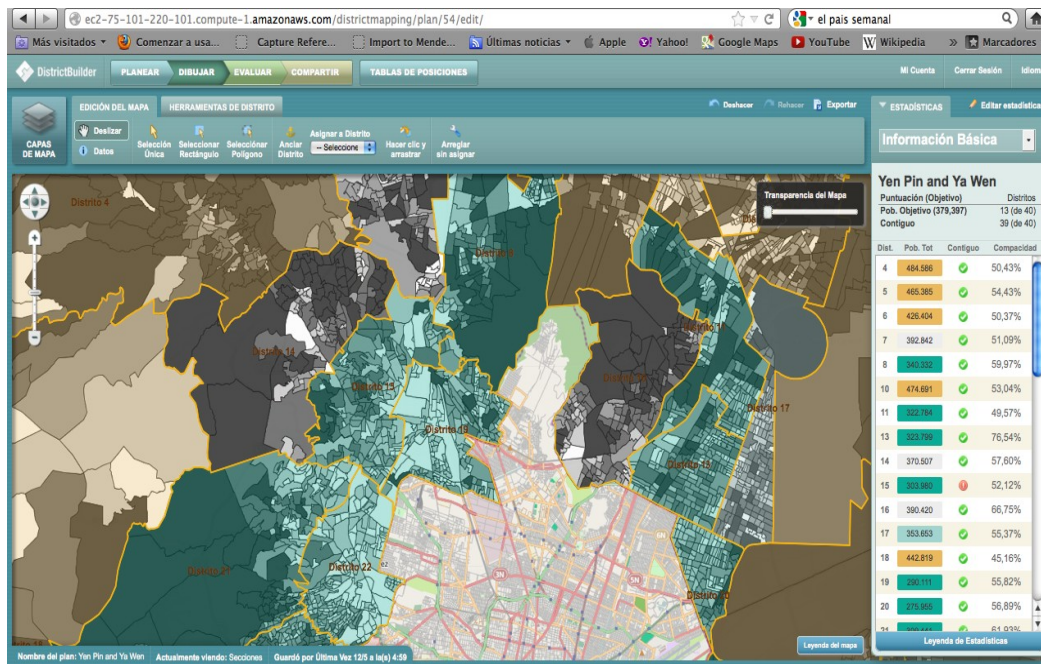 ec2-75-101-220-101.compute-1.amazonaws.com/districtmapping/plan/54/edit/
el pais semanal
Más visitados
Comenzar a usa...
Capture Refere...
Import to Mende...
Últimas noticias
Apple
Yahoo!
Google Maps
YouTube
Wikipedia
»
Marcadores
DistrictBuilder
PLANEAR
DIBUJAR
EVALUAR
COMPARTIR
TABLAS DE POSICIONES
Mi Cuenta
Cerrar Sesión
Idiom
CAPAS
DE MAPA
EDICIÓN DEL MAPA
HERRAMIENTAS DE DISTRITO
Deshacer
Rehacer
Exportar
Deslizar
Datos
Selección
Única
Seleccionar
Rectángulo
Seleccionar
Polígono
Anclar
Distrito
Asignar a Distrito
-- Seleccione
Hacer clic y
arrastrar
Arreglar
sin asignar
ESTADÍSTICAS
Editar estadística
Información Básica
Yen Pin and Ya Wen
Puntuación (Objetivo) Distritos
Pob. Objetivo (379,397) 13 (de 40)
Contiguo 39 (de 40)
Dist. Pob. Tot Contiguo Compacidad
4 484.586 50,43%
5 465.365 54,43%
6 426.404 50,37%
7 392.842 51,09%
8 340.332 59,97%
10 474.691 53,04%
11 322.784 49,57%
13 323.799 76,54%
14 370.507 57,60%
15 303.980 52,12%
16 390.420 66,75%
17 353.653 55,37%
18 442.819 45,16%
19 290.111 55,82%
20 275.955 56,89%
21 61,93%
Leyenda de Estadísticas
Transparencia del Mapa
Distrito 4
Distrito 14
Distrito 17
Distrito 15
Distrito 22
Distrito 21
Leyenda del mapa
Nombre del plan: Yen Pin and Ya Wen
Actualmente viendo: Secciones
Guardó por Última Vez 12/5 a la(s) 4:59